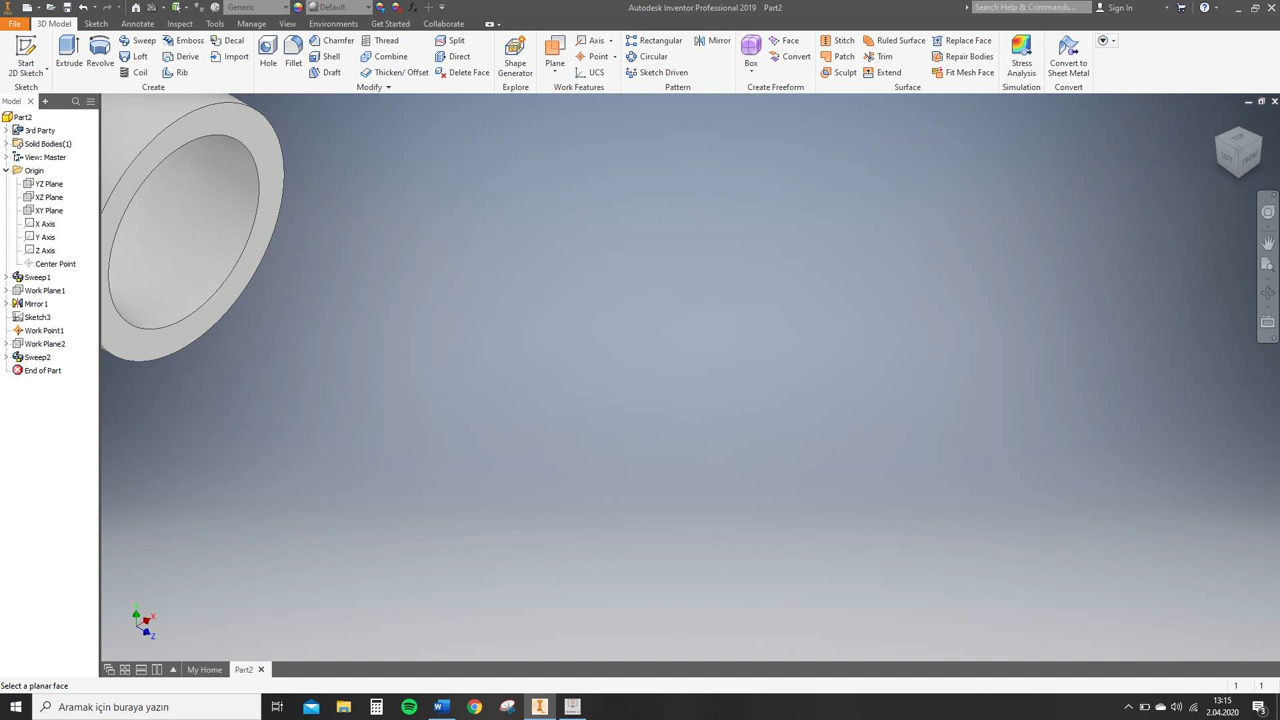 Generic
Default
Autodesk Inventor Professional 2019 Part2
Search Help & Commands...
Sign In
File
3D Model
Sketch
Annotate
Inspect
Tools
Manage
View
Environments
Get Started
Collaborate
Start
2D Sketch
Sketch
Extrude
Revolve
Sweep
Loft
Coil
Emboss
Derive
Rib
Decal
Import
Create
Hole
Fillet
Chamfer
Shell
Draft
Thread
Combine
Thicken/ Offset
Split
Direct
Delete Face
Modify
Shape
Generator
Explore
Plane
Axis
Point
UCS
Work Features
Rectangular
Circular
Sketch Driven
Mirror
Pattern
Box
Face
Convert
Create Freeform
Stitch
Patch
Sculpt
Ruled Surface
Trim
Extend
Replace Face
Repair Bodies
Fit Mesh Face
Surface
Stress
Analysis
Simulation
Convert to
Sheet Metal
Convert
Model
Part2
3rd Party
Solid Bodies(1)
View: Master
Origin
YZ Plane
XZ Plane
XY Plane
X Axis
Y Axis
Z Axis
Center Point
Sweep1
Work Plane1
Mirror1
Sketch3
Work Point1
Work Plane2
Sweep2
End of Part
TOP
LEFT
FRONT
X
Z
My Home
Part2
Select a planar face
1
1
Aramak için buraya yazın
13:15
2.04.2020